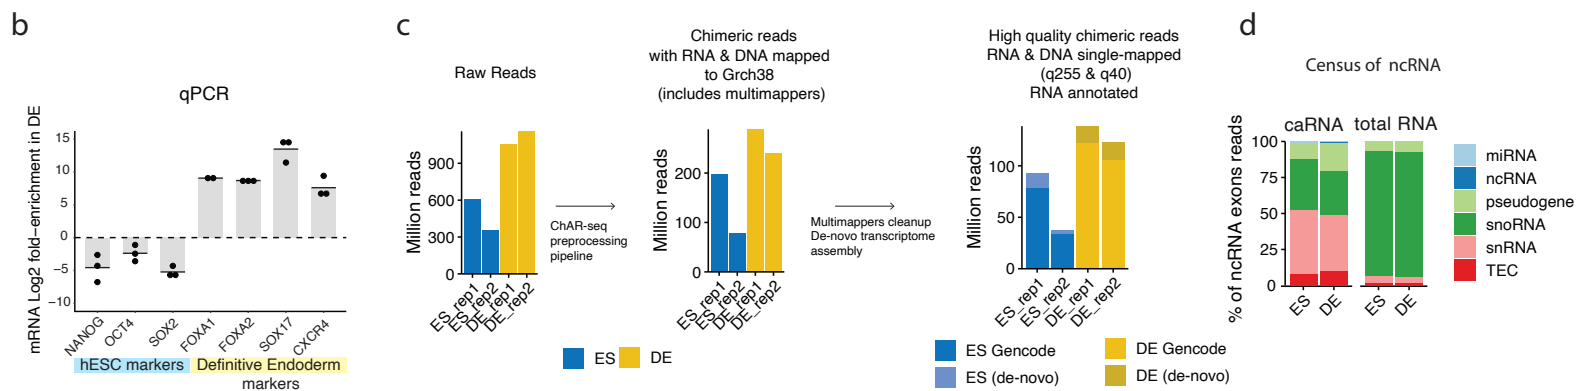 b
qPCR
mRNA Log2 fold−enrichment in DE
15
10
5
0
−5
−10
NANOG
OCT4
SOX2
FOXA1
FOXA2
SOX17
CXCR4
hESC markers
Definitive Endoderm
markers
c
Raw Reads
Million reads
900
600
300
0
ES_rep1
ES_rep2
DE_rep1
DE_rep2
ChAR-seq
preprocessing
pipeline
Chimeric reads
with RNA & DNA mapped
to Grch38
(includes multimappers)
Million reads
200
100
0
ES_rep1
ES_rep2
DE_rep1
DE_rep2
Multimappers cleanup
De-novo transcriptome
assembly
High quality chimeric reads
RNA & DNA single-mapped
(q255 & q40)
RNA annotated
Million reads
100
50
0
ES_rep1
ES_rep2
DE_rep1
DE_rep2
ES
DE
ES Gencode
ES (de-novo)
DE Gencode
DE (de-novo)
d
Census of ncRNA
caRNA
total RNA
% of ncRNA exons reads
100
75
50
25
0
ES
DE
ES
DE
miRNA
ncRNA
pseudogene
snoRNA
snRNA
TEC